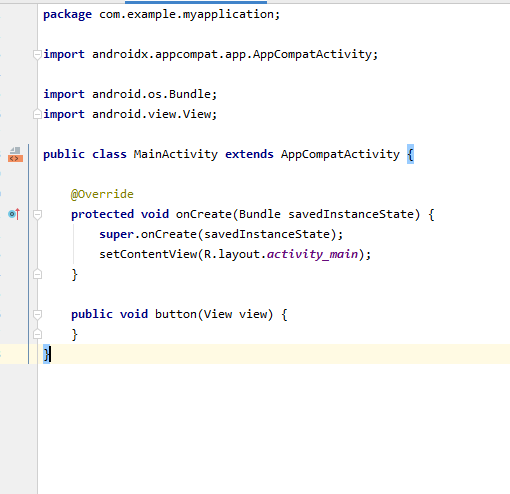 package com.example.myapplication;
import androidx.appcompat.app.AppCompatActivity;
import android.os.Bundle;
import android.view.View;
public class MainActivity extends AppCompatActivity {
@Override
protected void onCreate(Bundle savedInstanceState) {
super.onCreate(savedInstanceState);
setContentView(R.layout.activity_main);
}
public void button(View view) {
}
}